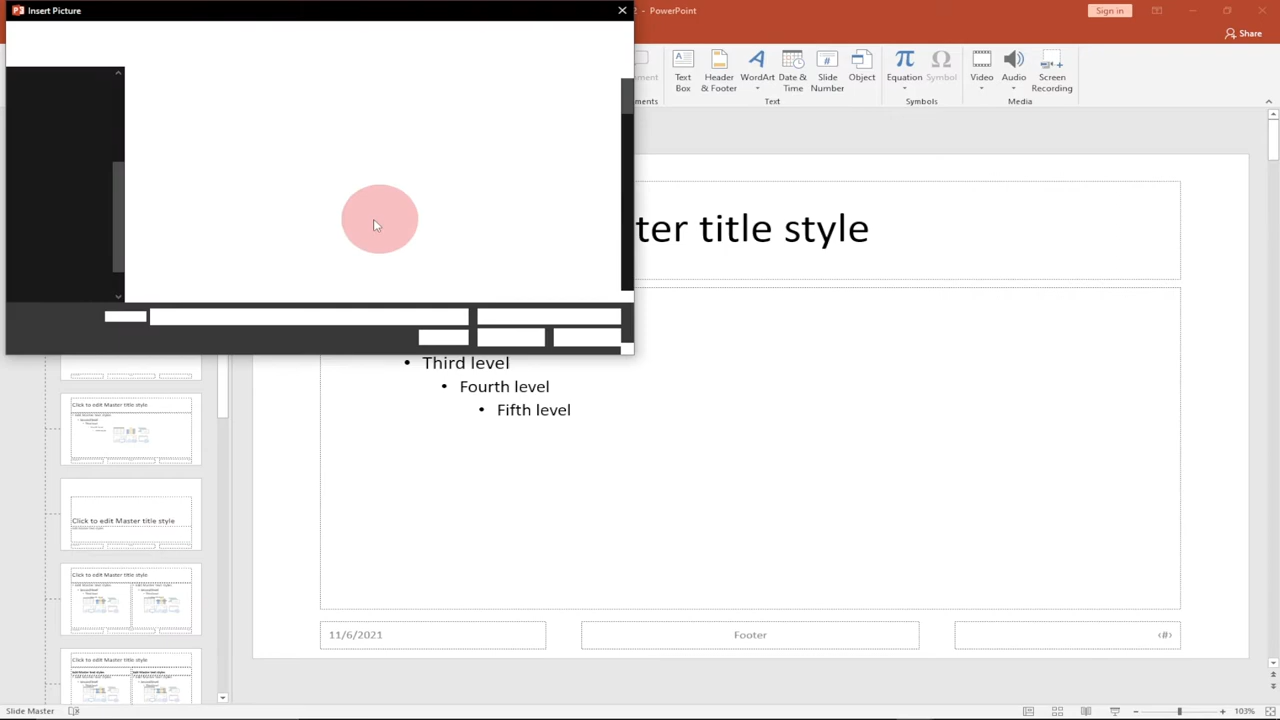 Insert Picture
- PowerPoint
Sign in
Share
Text Box
Header & Footer
WordArt
Date & Time
Slide Number
Object
Equation
Symbol
Video
Audio
Screen Recording
Text
Symbols
Media
ter title style
Third level
Fourth level
Fifth level
11/6/2021
Footer
‹#›
Click to edit Master title style
Click to edit Master title style
Click to edit Master title style
Click to edit Master title style
Slide Master
103%